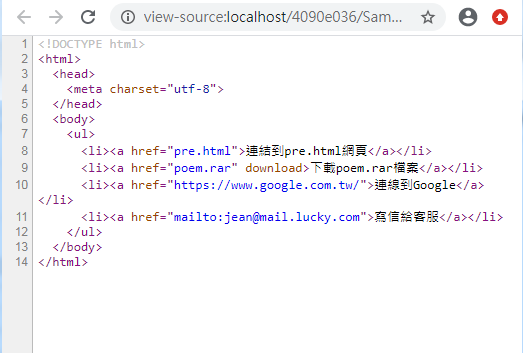 view-source:localhost/4090e036/Sam...
1 <!DOCTYPE html>
2 <html>
3   <head>
4     <meta charset="utf-8">
5   </head>
6   <body>
7     <ul>
8       <li><a href="pre.html">連結到pre.html網頁</a></li>
9       <li><a href="poem.rar" download>下載poem.rar檔案</a></li>
10       <li><a href="https://www.google.com.tw/">連線到Google</a>
</li>
11       <li><a href="mailto:jean@mail.lucky.com">寫信給客服</a></li>
12     </ul>
13   </body>
14 </html>